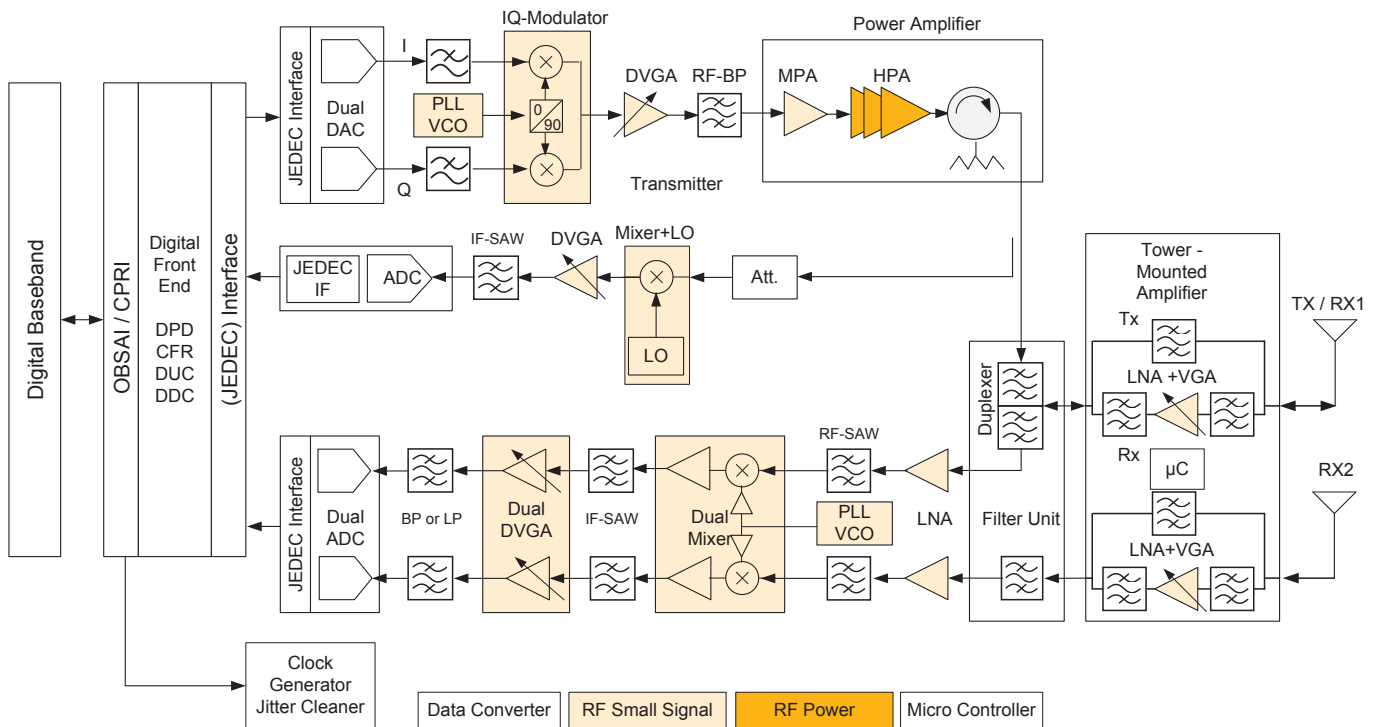 IQ-Modulator
Power Amplifier
Digital Baseband
OBSAI / CPRI
Digital
Front
End
DPD
CFR
DUC
DDC
(JEDEC) Interface
JEDEC Interface
Dual
DAC
I
Q
PLL
VCO
0
90
DVGA
RF-BP
MPA
HPA
Transmitter
JEDEC
IF
ADC
IF-SAW
DVGA
Mixer+LO
LO
Att.
Tower -
Mounted
Amplifier
Tx
LNA +VGA
TX / RX1
Duplexer
Rx
µC
RX2
LNA+VGA
Filter Unit
JEDEC Interface
Dual
ADC
BP or LP
Dual
DVGA
IF-SAW
Dual
Mixer
RF-SAW
PLL
VCO
LNA
Clock
Generator
Jitter Cleaner
Data Converter
RF Small Signal
RF Power
Micro Controller